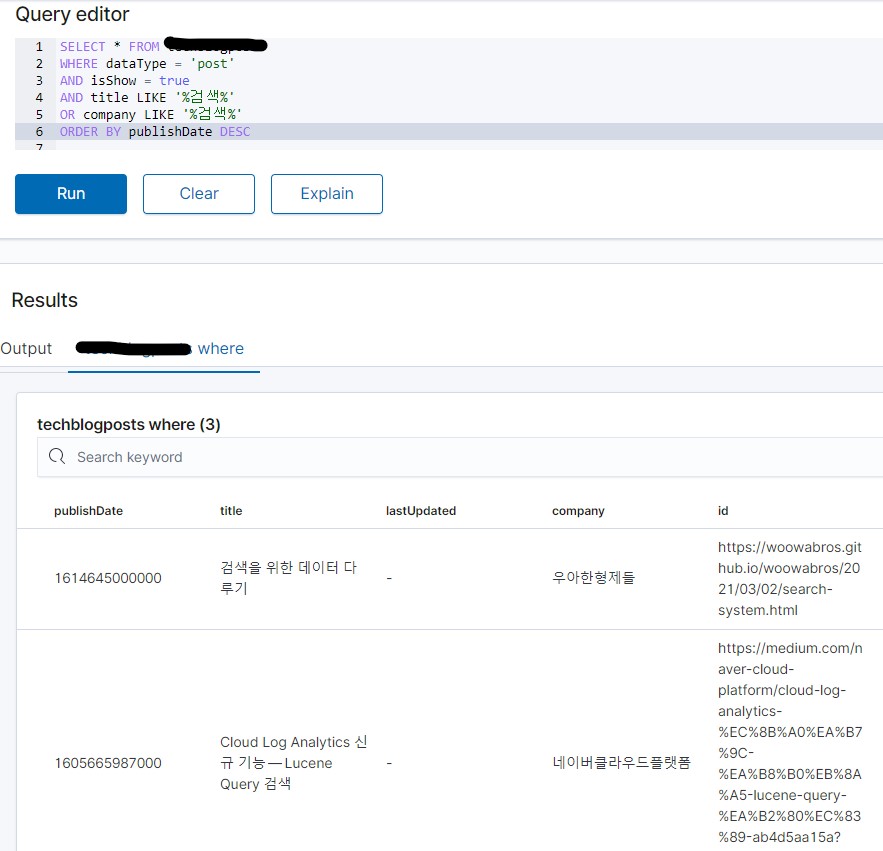 Query editor
1 SELECT * FROM
2 WHERE dataType = 'post'
3 AND isShow = true
4 AND title LIKE '%검색%'
5 OR company LIKE '%검색%'
6 ORDER BY publishDate DESC
7
Run Clear Explain
Results
Output where
techblogposts where (3)
Search keyword
publishDate title lastUpdated company id
1614645000000
검색을 위한 데이터 다
루기
-
우아한형제들
https://woowabros.git
hub.io/woowabros/20
21/03/02/search-
system.html
1605665987000
Cloud Log Analytics 신
규 기능 — Lucene
Query 검색
-
네이버클라우드플랫폼
https://medium.com/n
aver-cloud-
platform/cloud-log-
analytics-
%EC%8B%A0%EA%B7
%9C-
%EA%B8%B0%EB%8A
%A5-lucene-query-
%EA%B2%80%EC%83
%89-ab4d5aa15a?